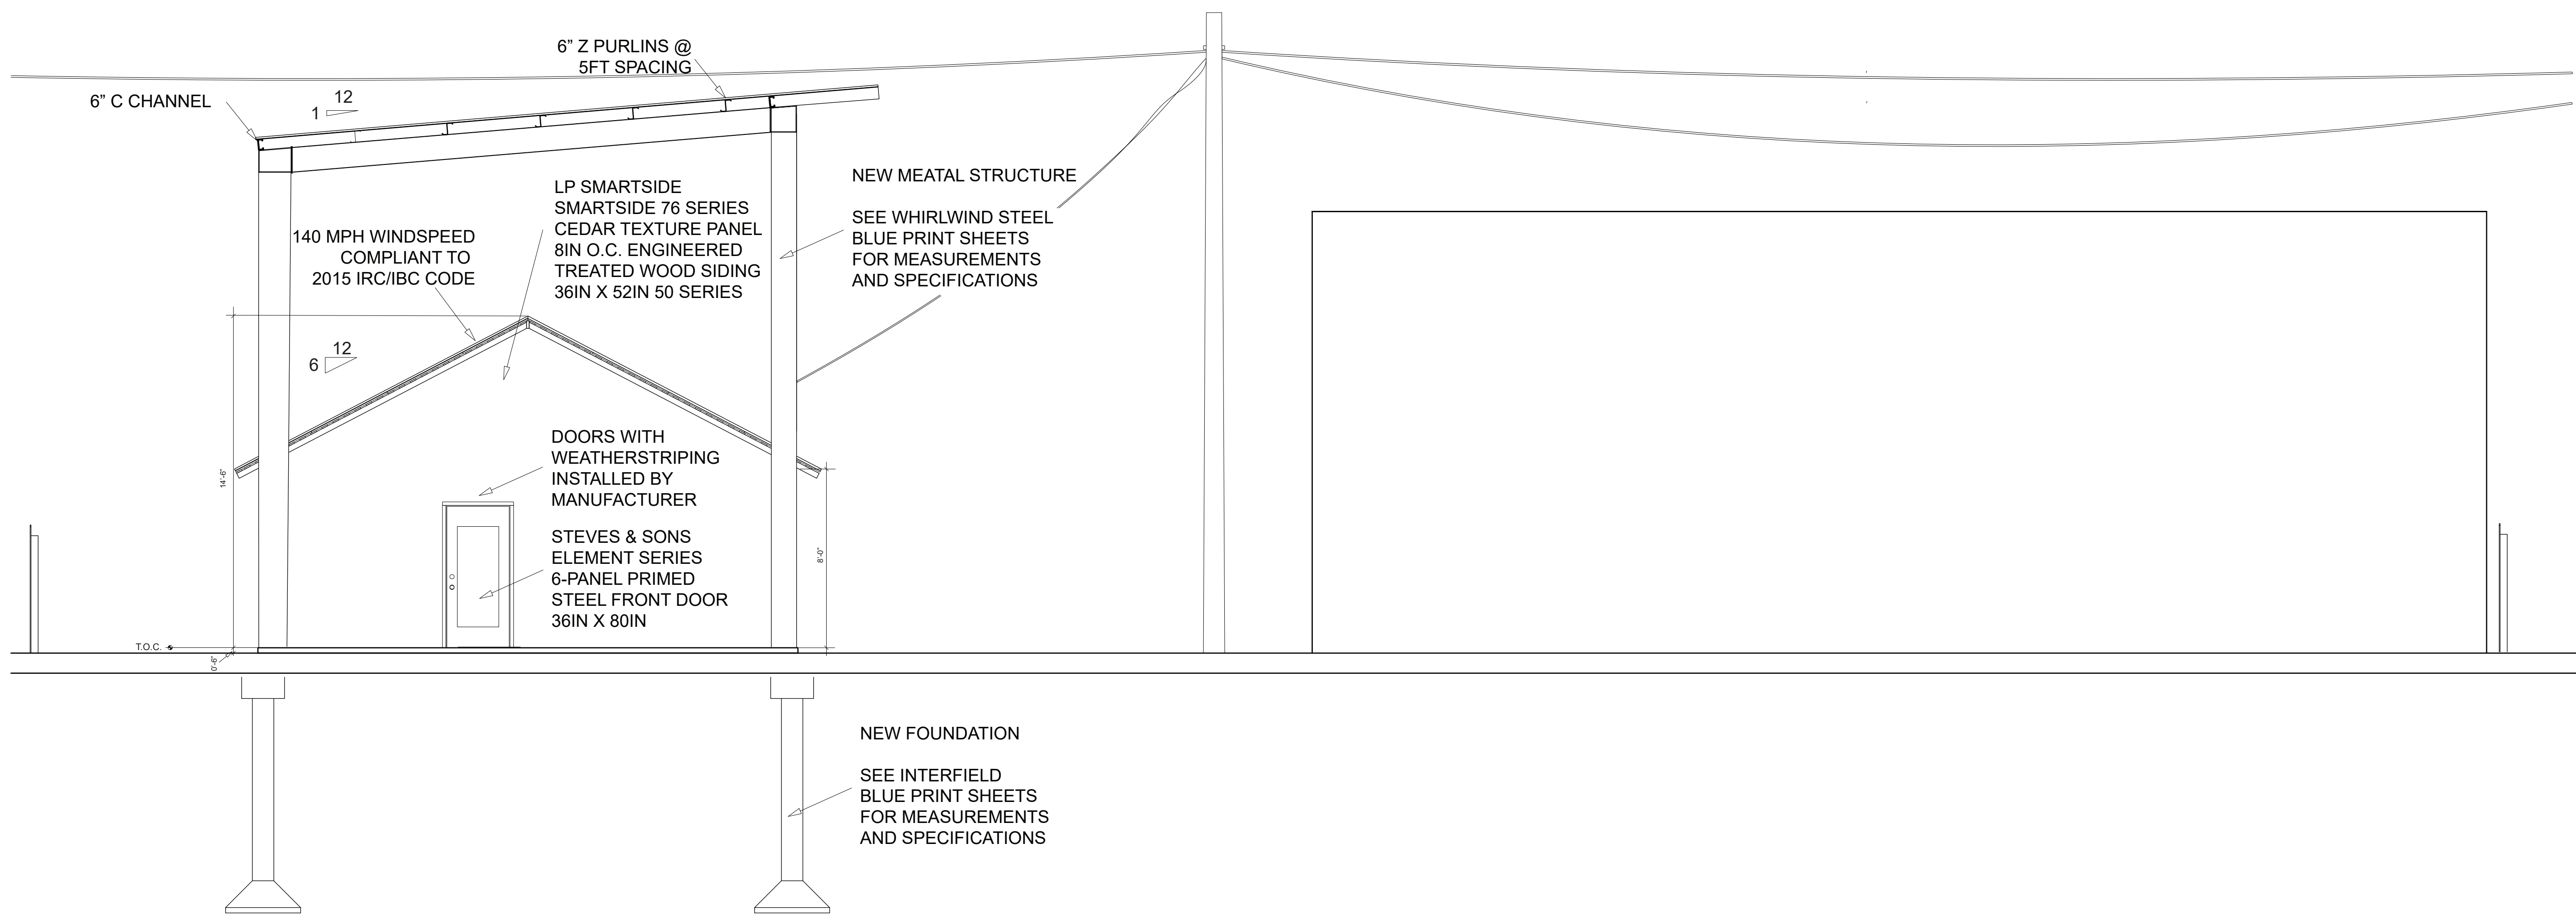 6” Z PURLINS @
5FT SPACING
6” C CHANNEL
12
1
LP SMARTSIDE
SMARTSIDE 76 SERIES
CEDAR TEXTURE PANEL
8IN O.C. ENGINEERED
TREATED WOOD SIDING
36IN X 52IN 50 SERIES
NEW MEATAL STRUCTURE
SEE WHIRLWIND STEEL
BLUE PRINT SHEETS
FOR MEASUREMENTS
AND SPECIFICATIONS
140 MPH WINDSPEED
COMPLIANT TO
2015 IRC/IBC CODE
12
6
14'-6"
DOORS WITH
WEATHERSTRIPING
INSTALLED BY
MANUFACTURER
STEVES & SONS
ELEMENT SERIES
6-PANEL PRIMED
STEEL FRONT DOOR
36IN X 80IN
8'-0"
T.O.C.
0'-6"
NEW FOUNDATION
SEE INTERFIELD
BLUE PRINT SHEETS
FOR MEASUREMENTS
AND SPECIFICATIONS